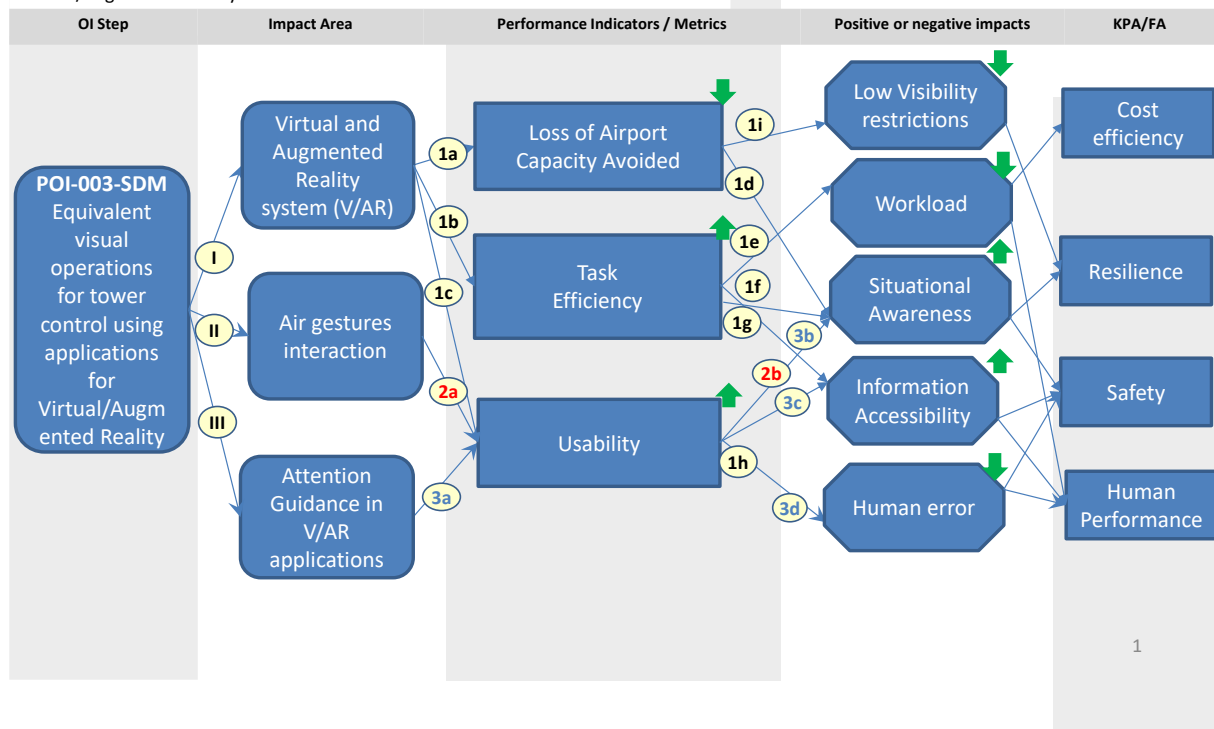 OI Step
Impact Area
Performance Indicators / Metrics
Positive or negative impacts
KPA/FA
POI-003-SDM
Equivalent
visual
operations
for tower
control using
applications
for
Virtual/Augm
ented Reality
I
II
III
Virtual and
Augmented
Reality
system (V/AR)
Air gestures
interaction
Attention
Guidance in
V/AR
applications
1a
1b
1c
2a
3a
Loss of Airport
Capacity Avoided
Task
Efficiency
Usability
1i
1d
1e
1f
1g
3b
2b
3c
1h
3d
Low Visibility
restrictions
Workload
Situational
Awareness
Information
Accessibility
Human error
Cost
efficiency
Resilience
Safety
Human
Performance
1